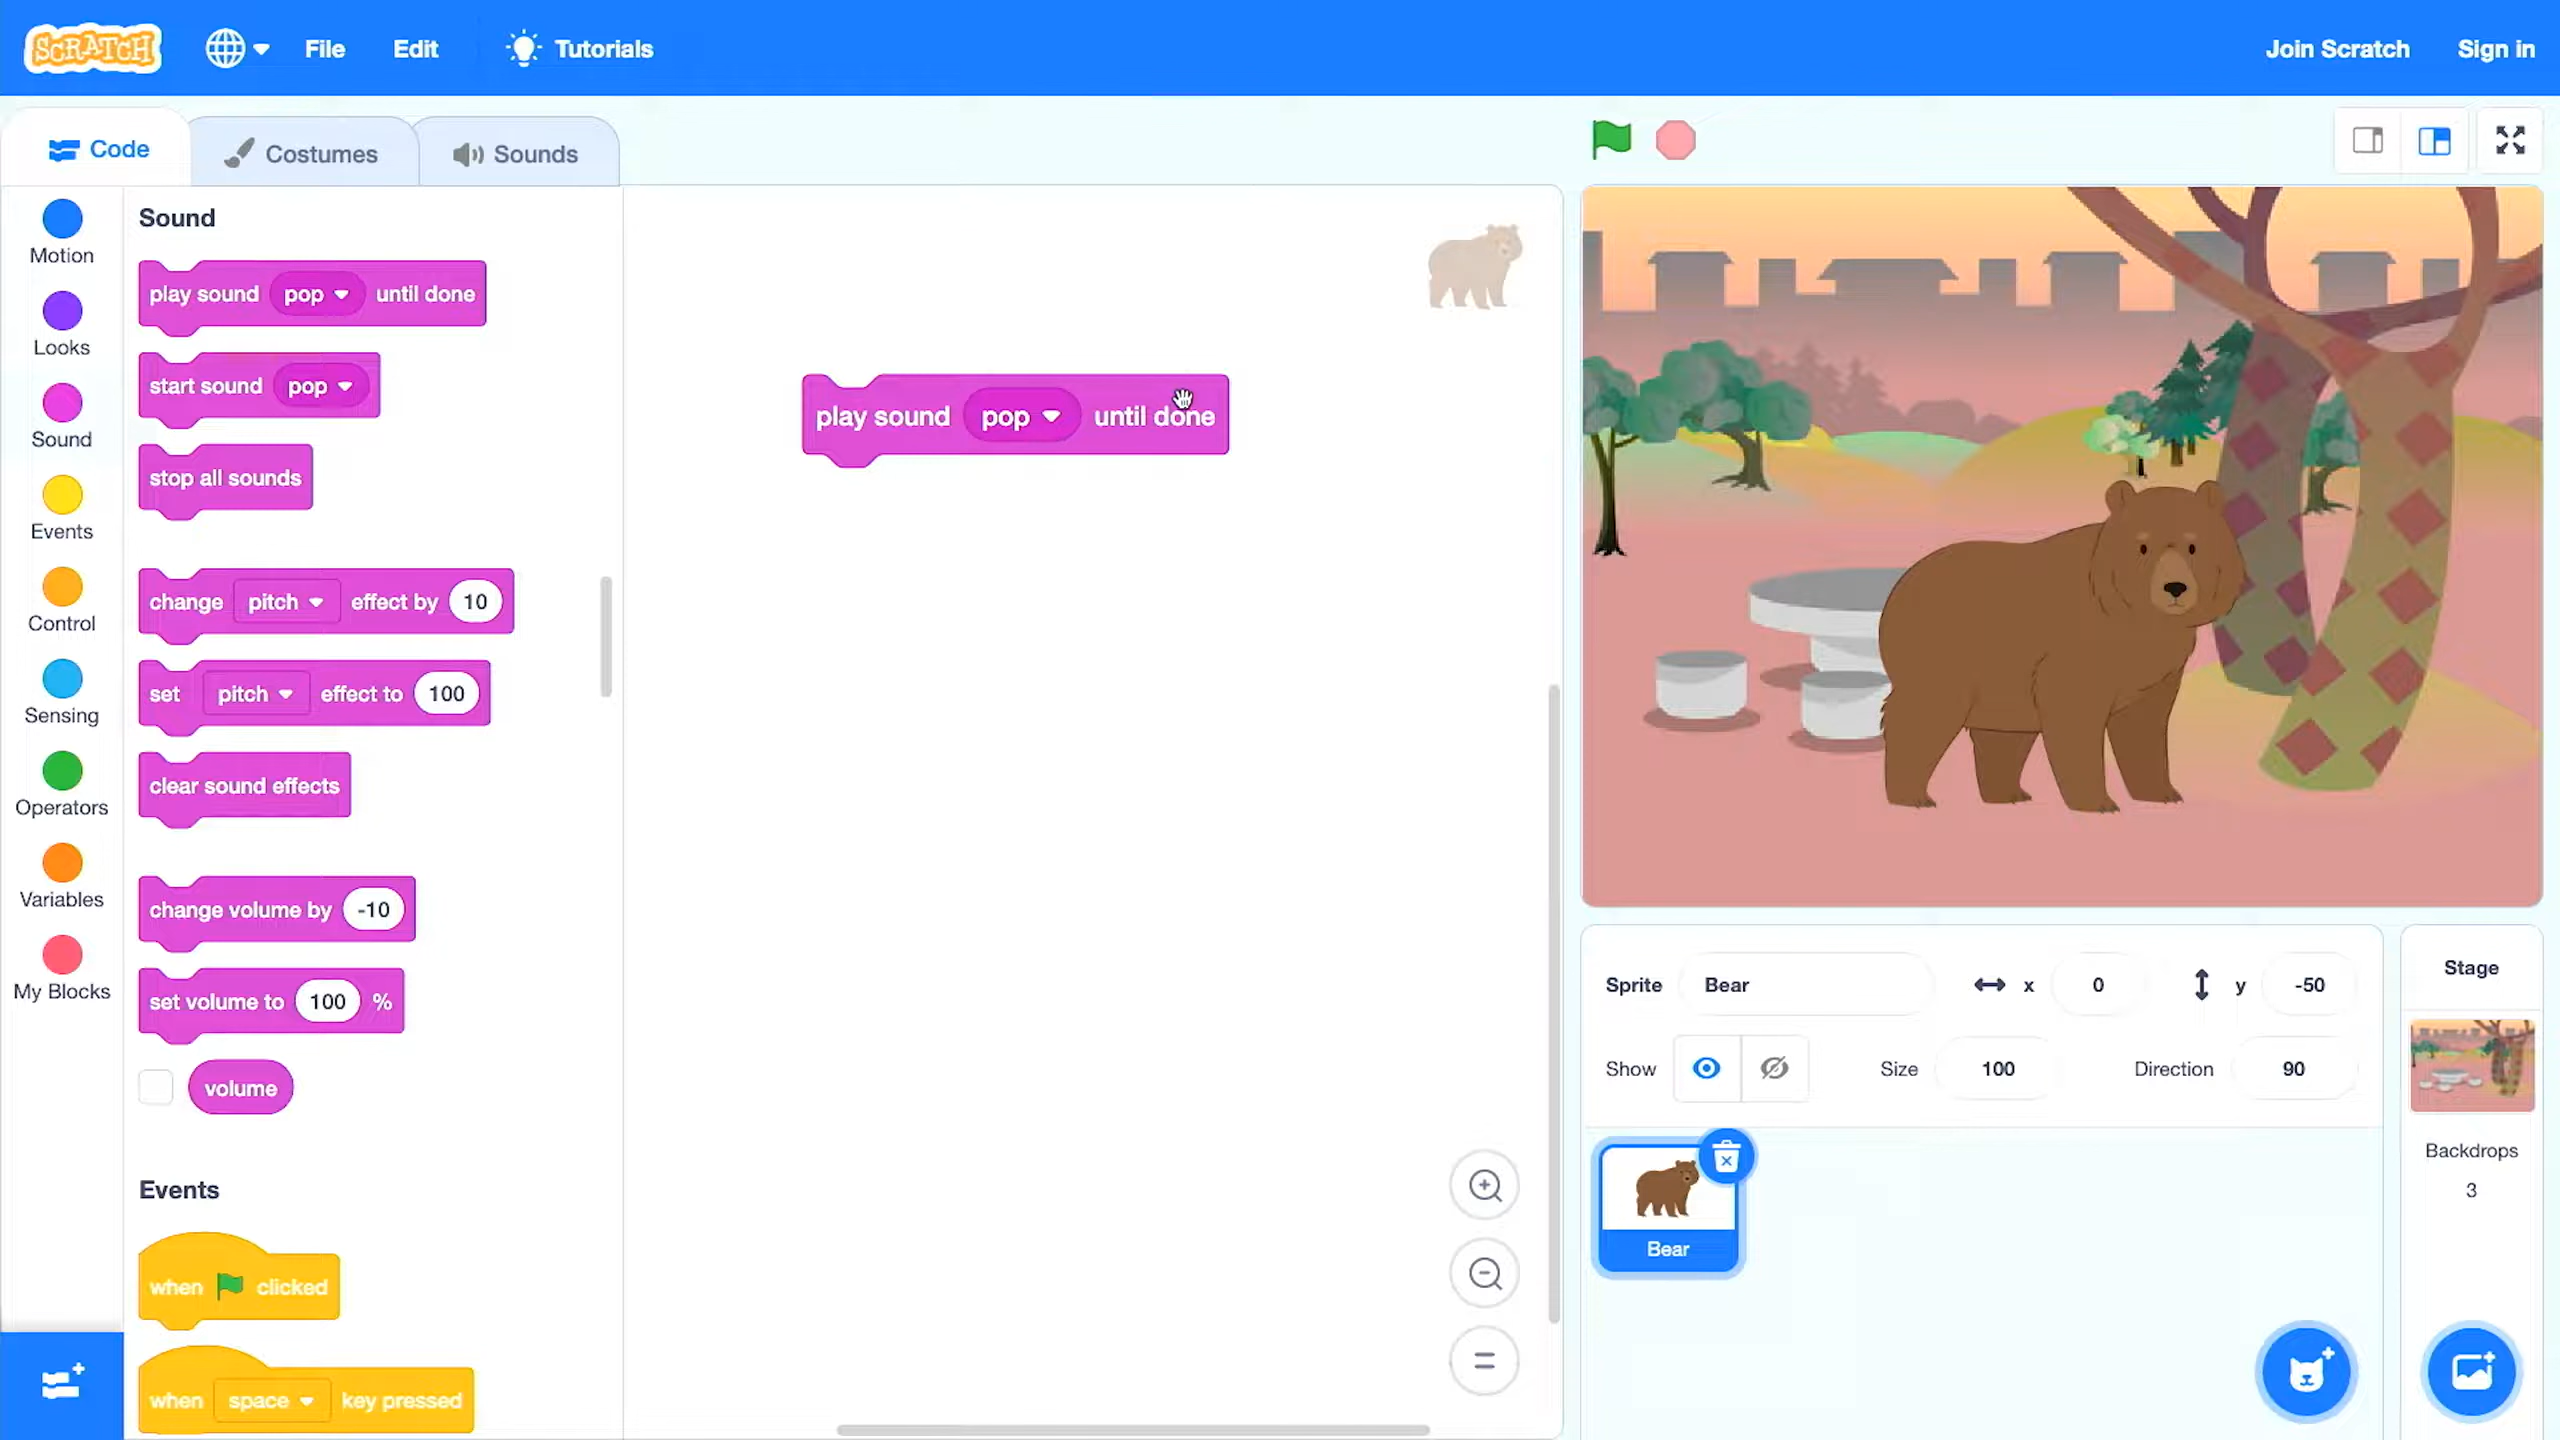 SCRATCH
File
Edit
Tutorials
Join Scratch
Sign in
Code
Costumes
Sounds
Motion
Looks
Sound
Events
Control
Sensing
Operators
Variables
My Blocks
Sound
play sound pop until done
start sound pop
stop all sounds
change pitch effect by 10
set pitch effect to 100
clear sound effects
change volume by -10
set volume to 100 %
volume
Events
when clicked
when space key pressed
play sound pop until done
Sprite Bear x 0 y -50
Show Size 100 Direction 90
Bear
Stage
Backdrops
3